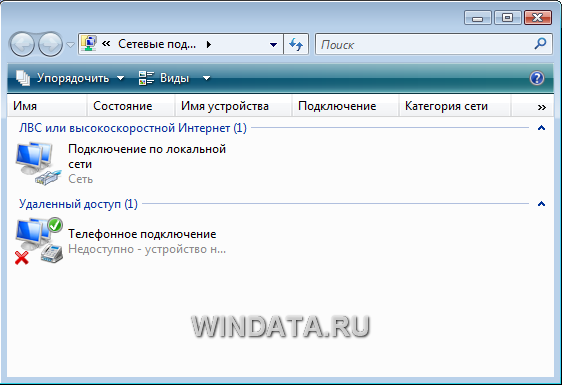 « Сетевые под...
Поиск
Упорядочить
Виды
Имя Состояние Имя устройства Подключение Категория сети »
ЛВС или высокоскоростной Интернет (1)
Подключение по локальной
сети
Сеть
Удаленный доступ (1)
Телефонное подключение
Недоступно - устройство н...
WINDATA.RU